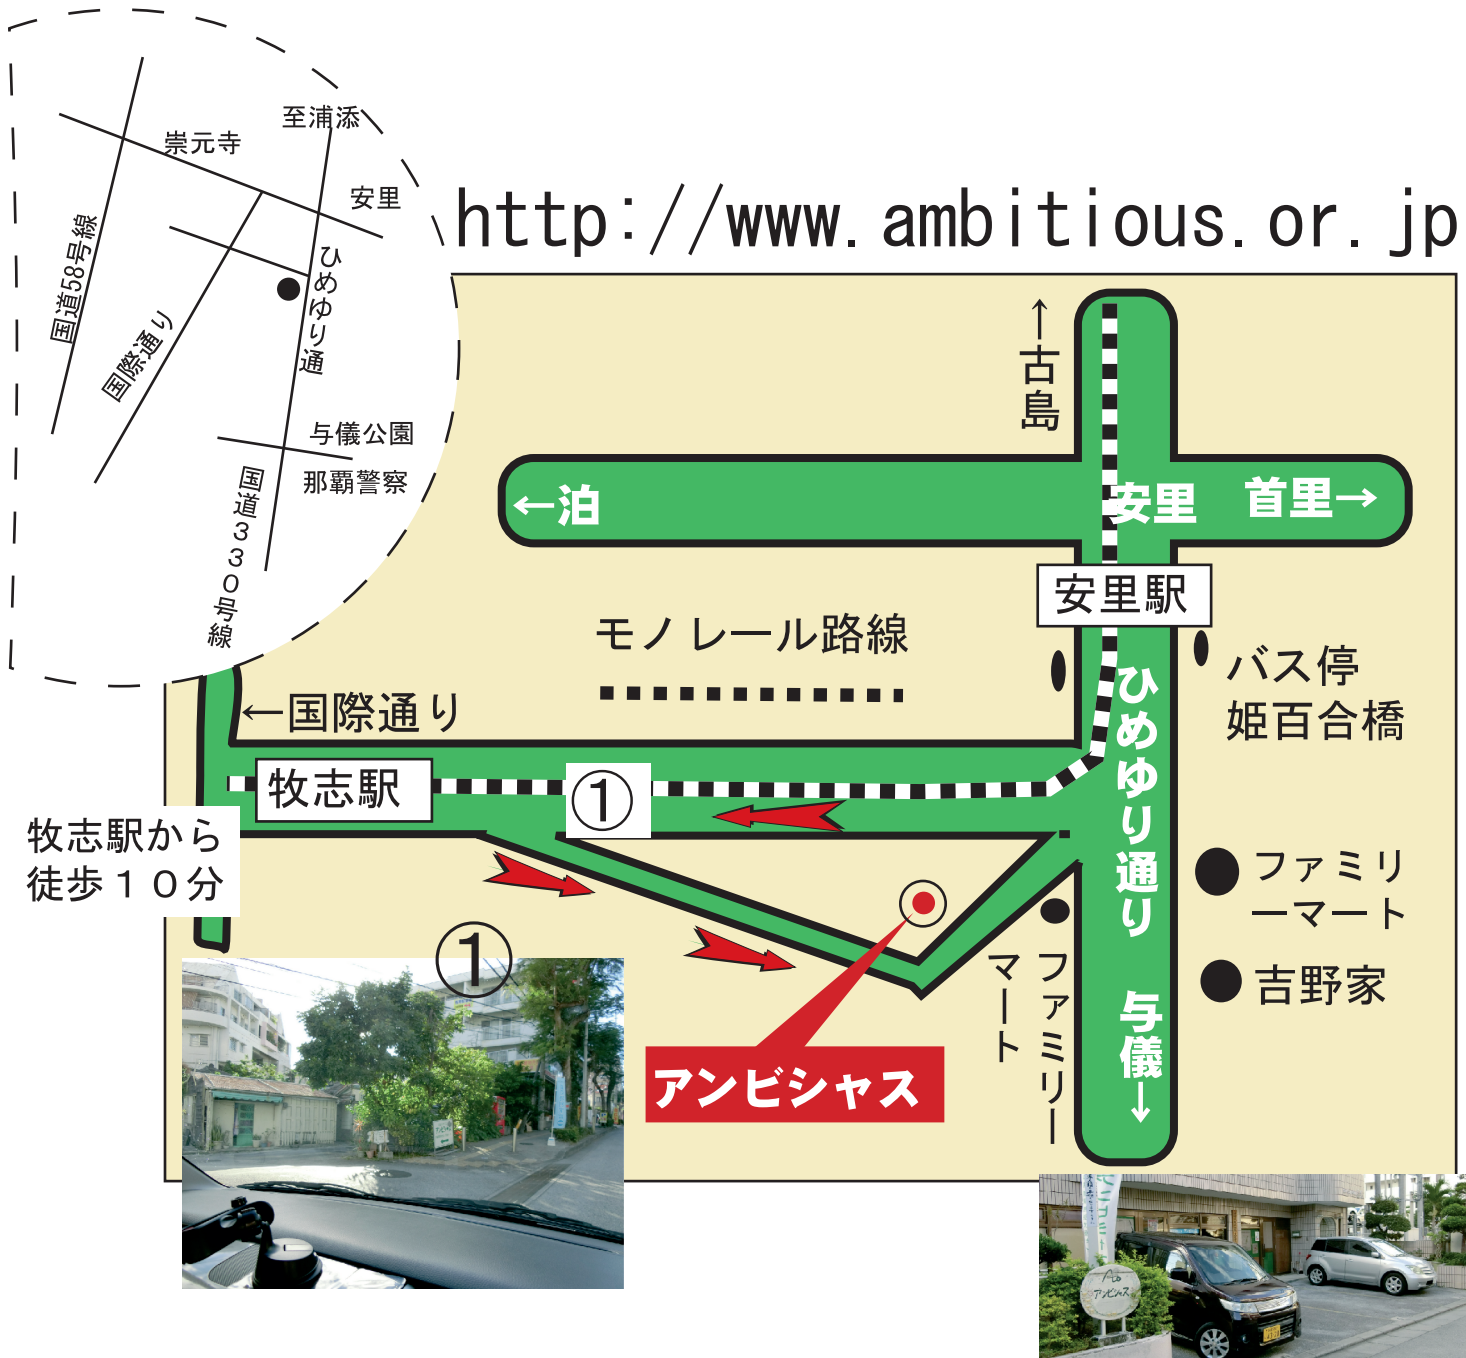 至浦添
崇元寺
安里
国道58号線
国際通り
ひめゆり通
与儀公園
那覇警察
国道330号線
http://www.ambitious.or.jp
↑古島
←泊
安里
首里→
安里駅
モノレール路線
バス停
姫百合橋
←国際通り
ひめゆり通り
牧志駅
①
牧志駅から
徒歩10分
ファミリ
ーマート
ファミリー
マート
吉野家
与儀→
①
アンビシャス
アンビシャス